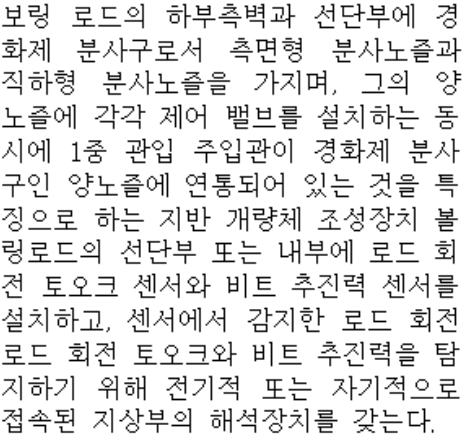 보링 로드의 하부측벽과 선단부에 경
화제 분사구로서 측면형 분사노즐과
직하형 분사노즐을 가지며, 그의 양
노즐에 각각 제어 밸브를 설치하는 동
시에 1중 관입 주입관이 경화제 분사
구인 양노즐에 연통되어 있는 것을 특
징으로 하는 지반 개량체 조성장치 볼
링로드의 선단부 또는 내부에 로드 회
전 토오크 센서와 비트 추진력 센서를
설치하고, 센서에서 감지한 로드 회전
로드 회전 토오크와 비트 추진력을 탐
지하기 위해 전기적 또는 자기적으로
접속된 지상부의 해석장치를 갖는다.